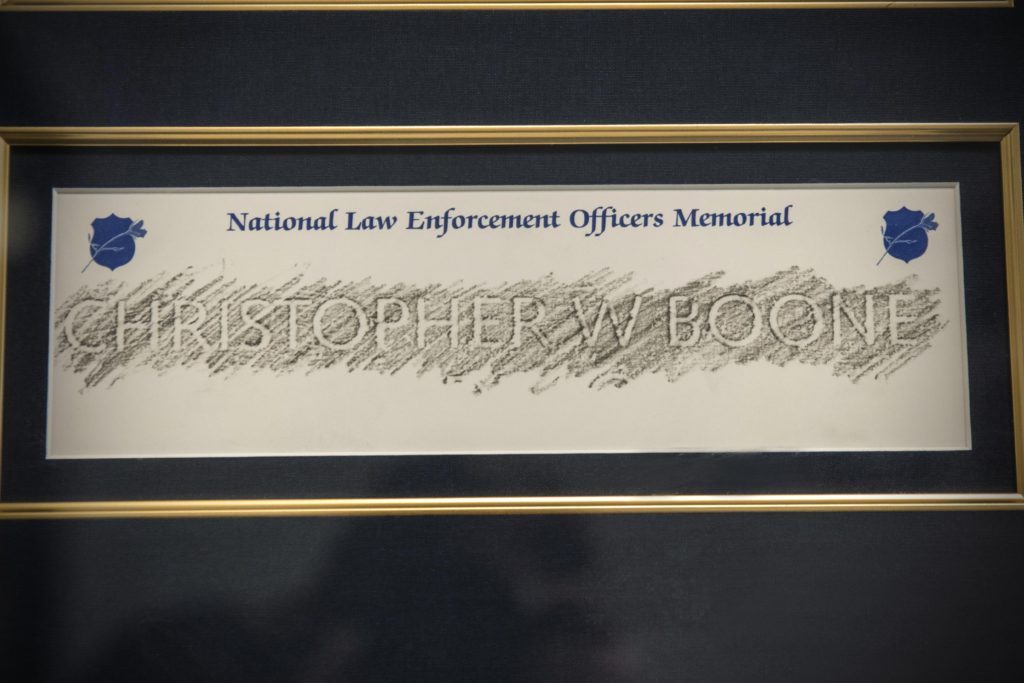 National Law Enforcement Officers Memorial
CHRISTOPHER W BOONE